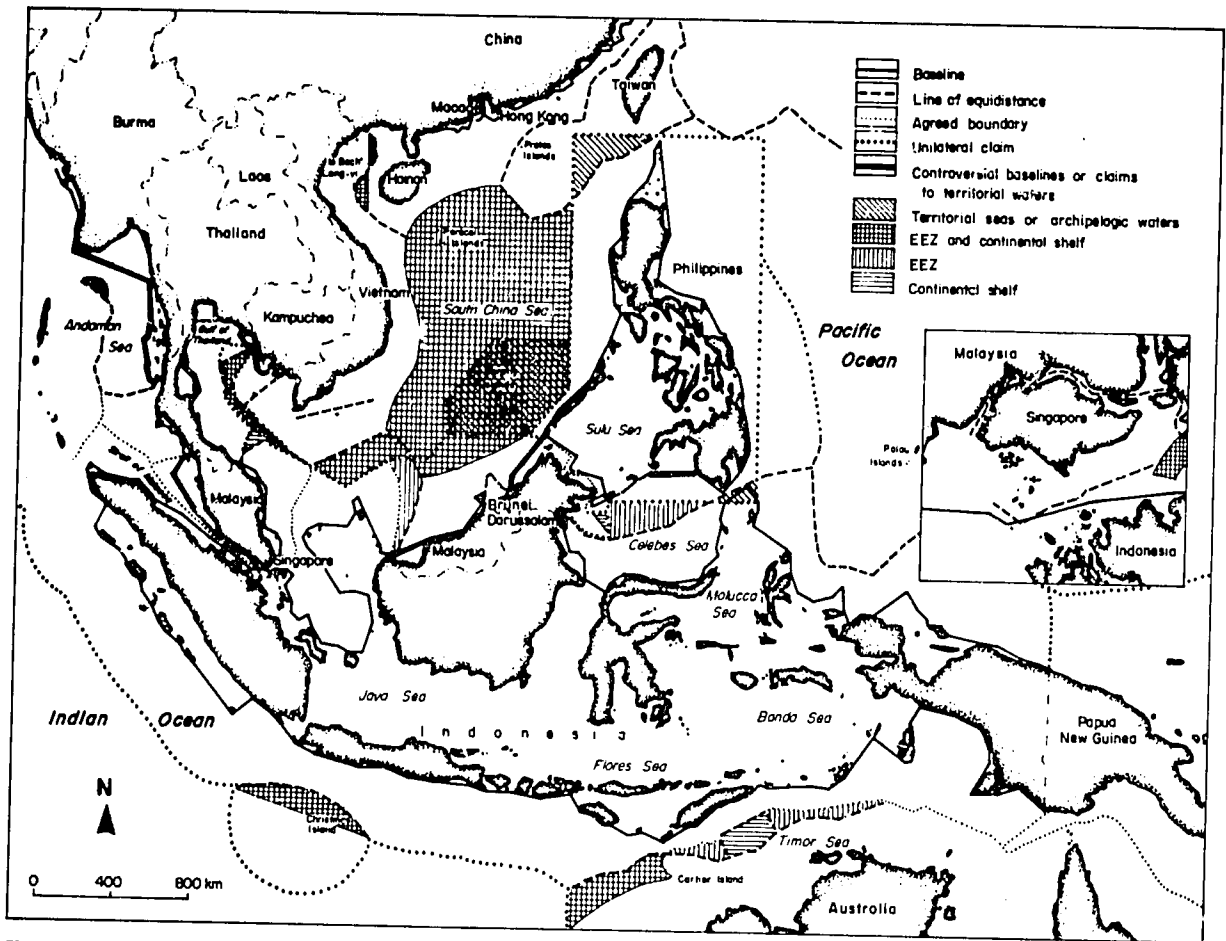 China
Taiwan
Macao
Hong Kong
Burma
Pratas
Islands
Hainan
Laos
Thailand
Paracel
Islands
Vietnam
Philippines
South China Sea
Kampuchea
Gulf of
Thailand
Andaman
Sea
Pacific
Ocean
Sulu Sea
Malaysia
Brunei
Darussalam
Malaysia
Celebes Sea
Singapore
Molucca
Sea
Java Sea
Banda Sea
Indian Ocean
Indonesia
Flores Sea
Papua
New Guinea
N
Island
Timor Sea
Australia
0 400 800 km
Baseline
Line of equidistance
Agreed boundary
Unilateral claim
Controversial baselines or claims
to territorial waters
Territorial seas or archipelagic waters
EEZ and continental shelf
EEZ
Continental shelf
Malaysia
Singapore
Indonesia
Islands